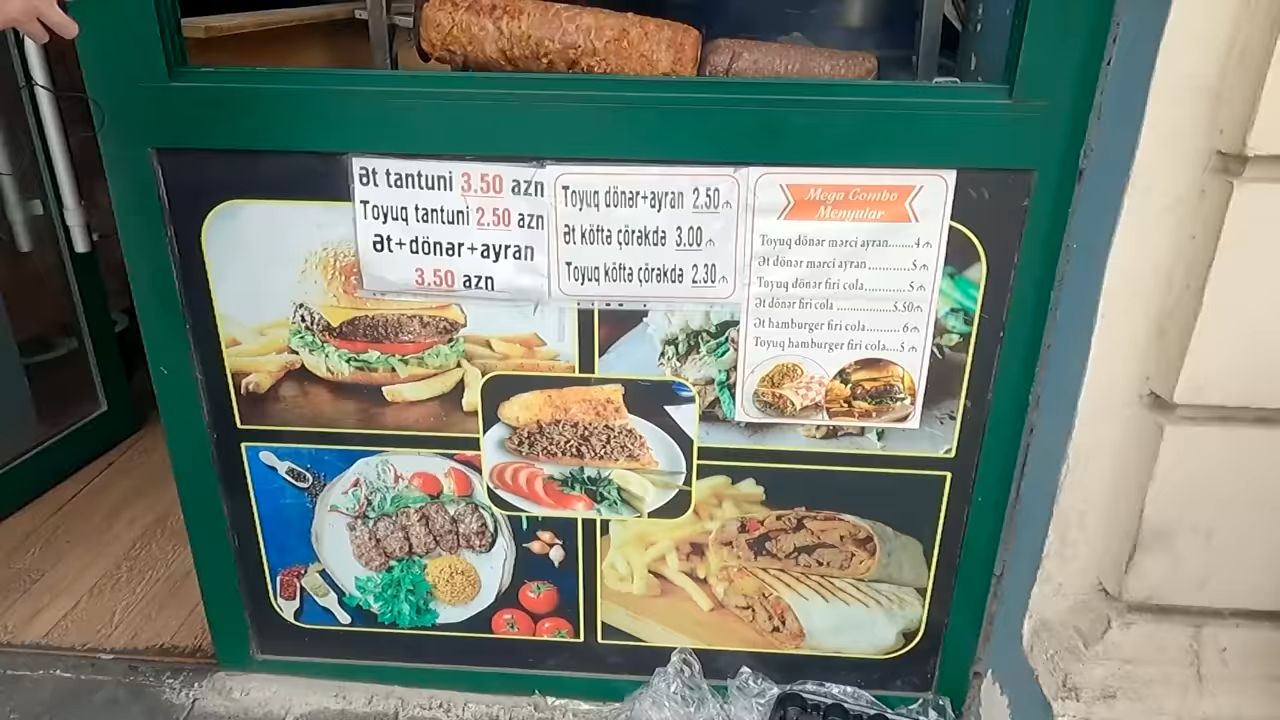 Ət tantuni 3.50 azn
Toyuq tantuni 2.50 azn
Ət+dönər+ayran
3.50 azn
Toyuq dönər+ayran 2.50₼
Ət köftə çörəkdə 3.00₼
Toyuq köftə çörəkdə 2.30₼
Mega Combo
Menyular
Toyuq dönər mərci ayran........4₼
Ət dönər mərci ayran............5₼
Toyuq dönər firi cola............5₼
Ət dönər firi cola................5.50₼
Ət hamburger firi cola.........6₼
Toyuq hamburger firi cola....5₼